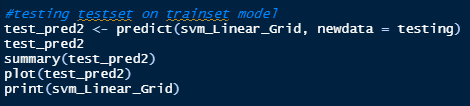 #testing testset on trainset model
test_pred2 <- predict(svm_Linear_Grid, newdata = testing)
test_pred2
summary(test_pred2)
plot(test_pred2)
print(svm_Linear_Grid)